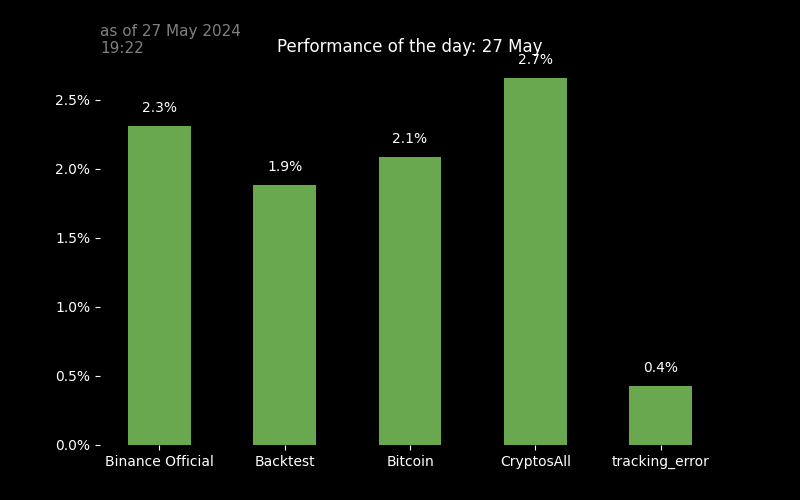 as of 27 May 2024
19:22
Performance of the day: 27 May
2.7%
2.3%
2.1%
1.9%
0.4%
2.5%
2.0%
1.5%
1.0%
0.5%
0.0%
Binance Official
Backtest
Bitcoin
CryptosAll
tracking_error